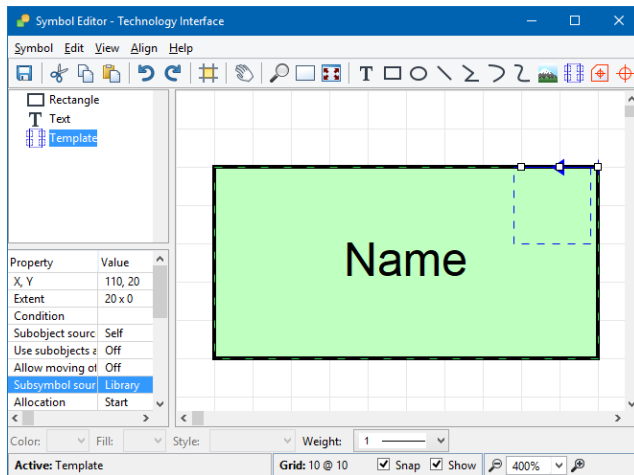 Symbol Editor - Technology Interface
Symbol Edit View Align Help
T
Rectangle
T Text
Template
Name
Property Value
X, Y 110, 20
Extent 20 x 0
Condition
Subobject sourc Self
Use subobjects a Off
Allow moving of Off
Subsymbol sour Library
Allocation Start
Color: Fill: Style: Weight: 1
Active: Template Grid: 10 @ 10 Snap Show 400%